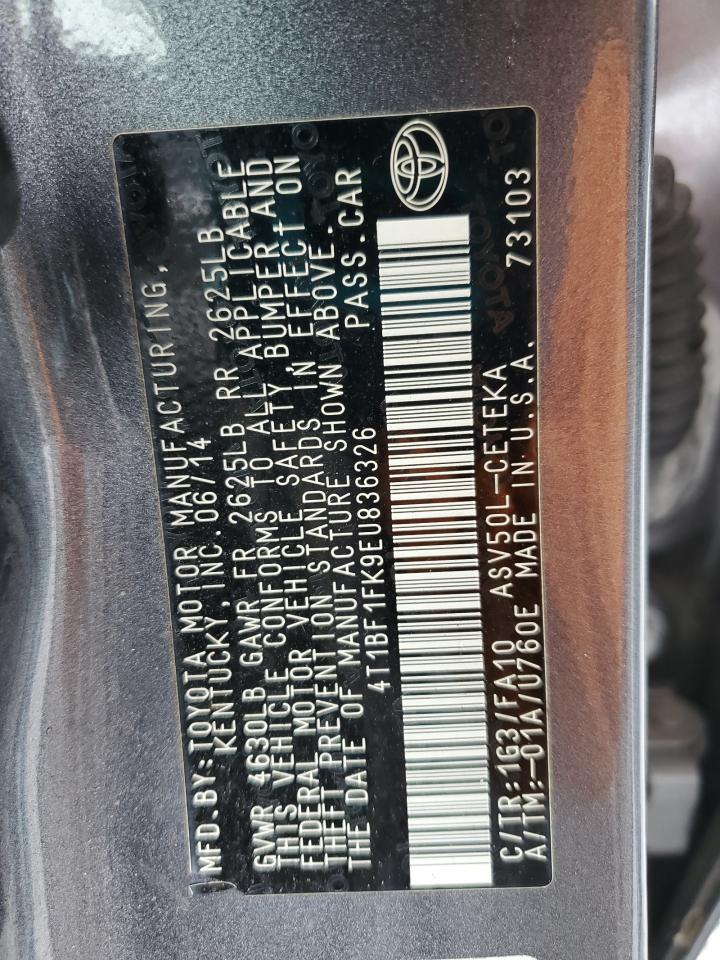 MFD.BY:TOYOTA MOTOR MANUFACTURING,
KENTUCKY, INC. 06/14
GVWR 4630LB GAWR FR 2625LB RR 2625LB
THIS VEHICLE CONFORMS TO ALL APPLICABLE
FEDERAL MOTOR VEHICLE SAFETY, BUMPER AND
THEFT PREVENTION STANDARDS IN EFFECT ON
THE DATE OF MANUFACTURE SHOWN ABOVE.
4T1BF1FK9EU836326 PASS.CAR
C/TR:1G3/FA10 ASV50L-CETEKA 73103
A/TM:-01A/U760E MADE IN U.S.A.
TOYOTA